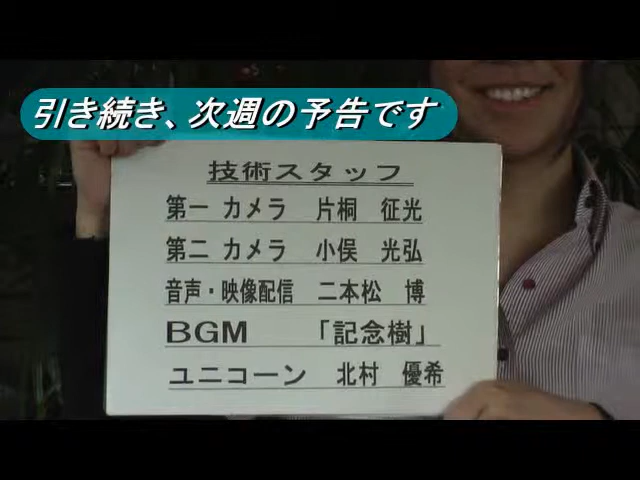 引き続き、次週の予告です
技術スタッフ
第一 カメラ 片桐 征光
第二 カメラ 小俣 光弘
音声・映像配信 二本松 博
BGM 「記念樹」
ユニコーン 北村 優希